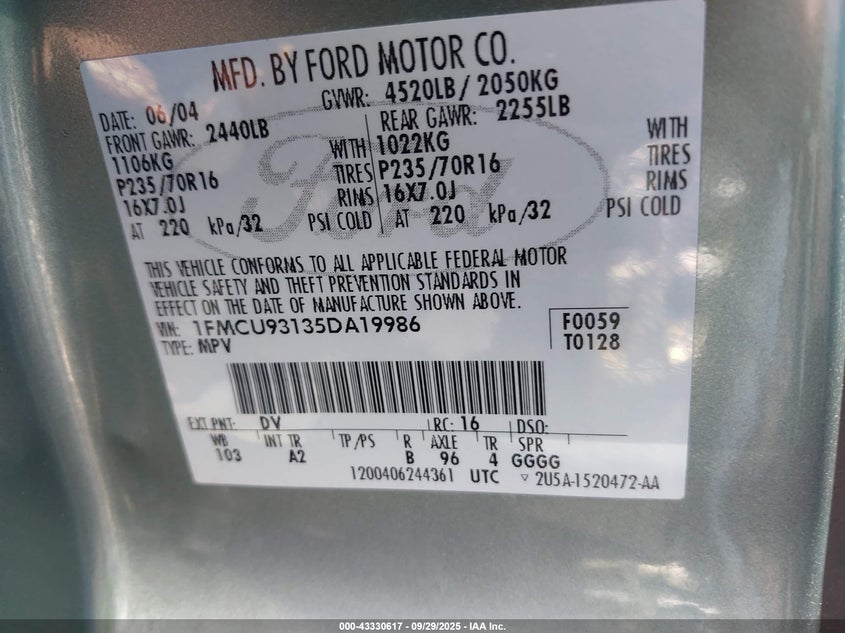 MFD. BY FORD MOTOR CO.
DATE: 06/04 GVWR: 4520LB/ 2050KG
FRONT GAWR: 2440LB REAR GAWR: 2255LB
1106KG WITH 1022KG WITH
P235/70R16 TIRES P235/70R16 TIRES
16X7.0J RIMS 16X7.0J RIMS
AT 220 kPa/32 PSI COLD AT 220 kPa/32 PSI COLD
Ford
THIS VEHICLE CONFORMS TO ALL APPLICABLE FEDERAL MOTOR
VEHICLE SAFETY AND THEFT PREVENTION STANDARDS IN
EFFECT ON THE DATE OF MANUFACTURE SHOWN ABOVE.
VIN: 1FMCU93135DA19986 F0059
TYPE: MPV T0128
EXT PNT: DV RC: 16 DSO:
WB INT TR TP/PS R AXLE TR SPR
103 A2 B 96 4 GGGG
1200406244361 UTC ▽ 2U5A-1520472-AA
000-43330617 - 09/29/2025 - IAA Inc.